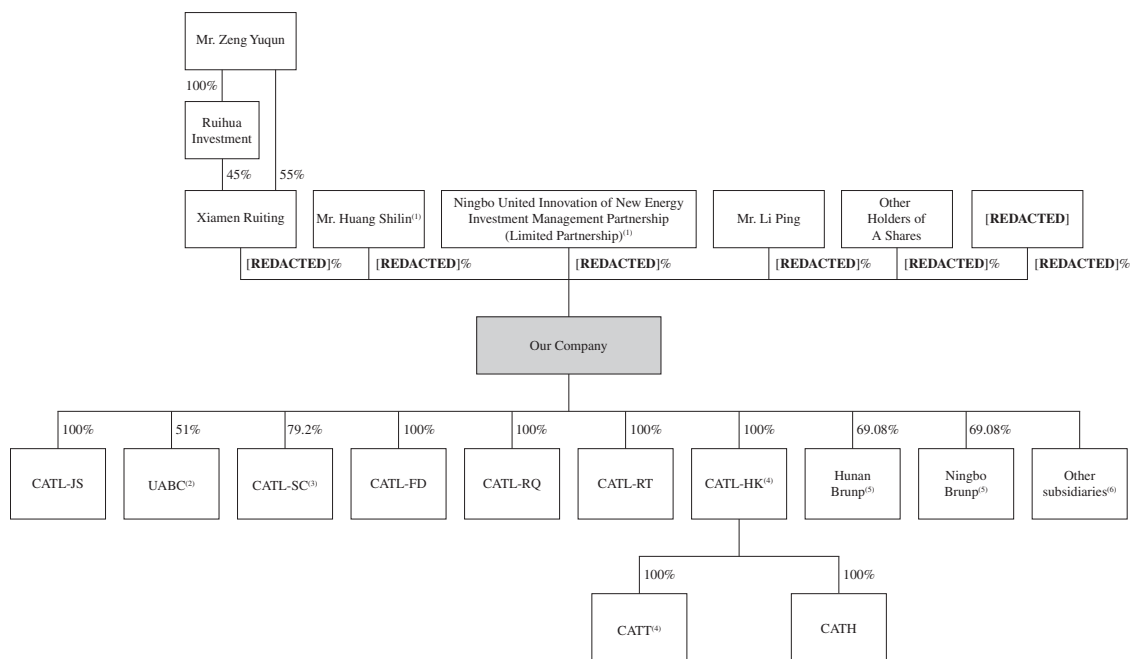 Mr. Zeng Yuqun
100%
Ruihua
Investment
45%
55%
Xiamen Ruiting
Mr. Huang Shilin(1)
Ningbo United Innovation of New Energy
Investment Management Partnership
(Limited Partnership)(1)
Mr. Li Ping
Other
Holders of
A Shares
[REDACTED]
[REDACTED]%
[REDACTED]%
[REDACTED]%
[REDACTED]%
[REDACTED]%
[REDACTED]%
Our Company
100%
51%
79.2%
100%
100%
100%
100%
69.08%
69.08%
CATL-JS
UABC(2)
CATL-SC(3)
CATL-FD
CATL-RQ
CATL-RT
CATL-HK(4)
Hunan
Brunp(5)
Ningbo
Brunp(5)
Other
subsidiaries(6)
100%
100%
CATT(4)
CATH